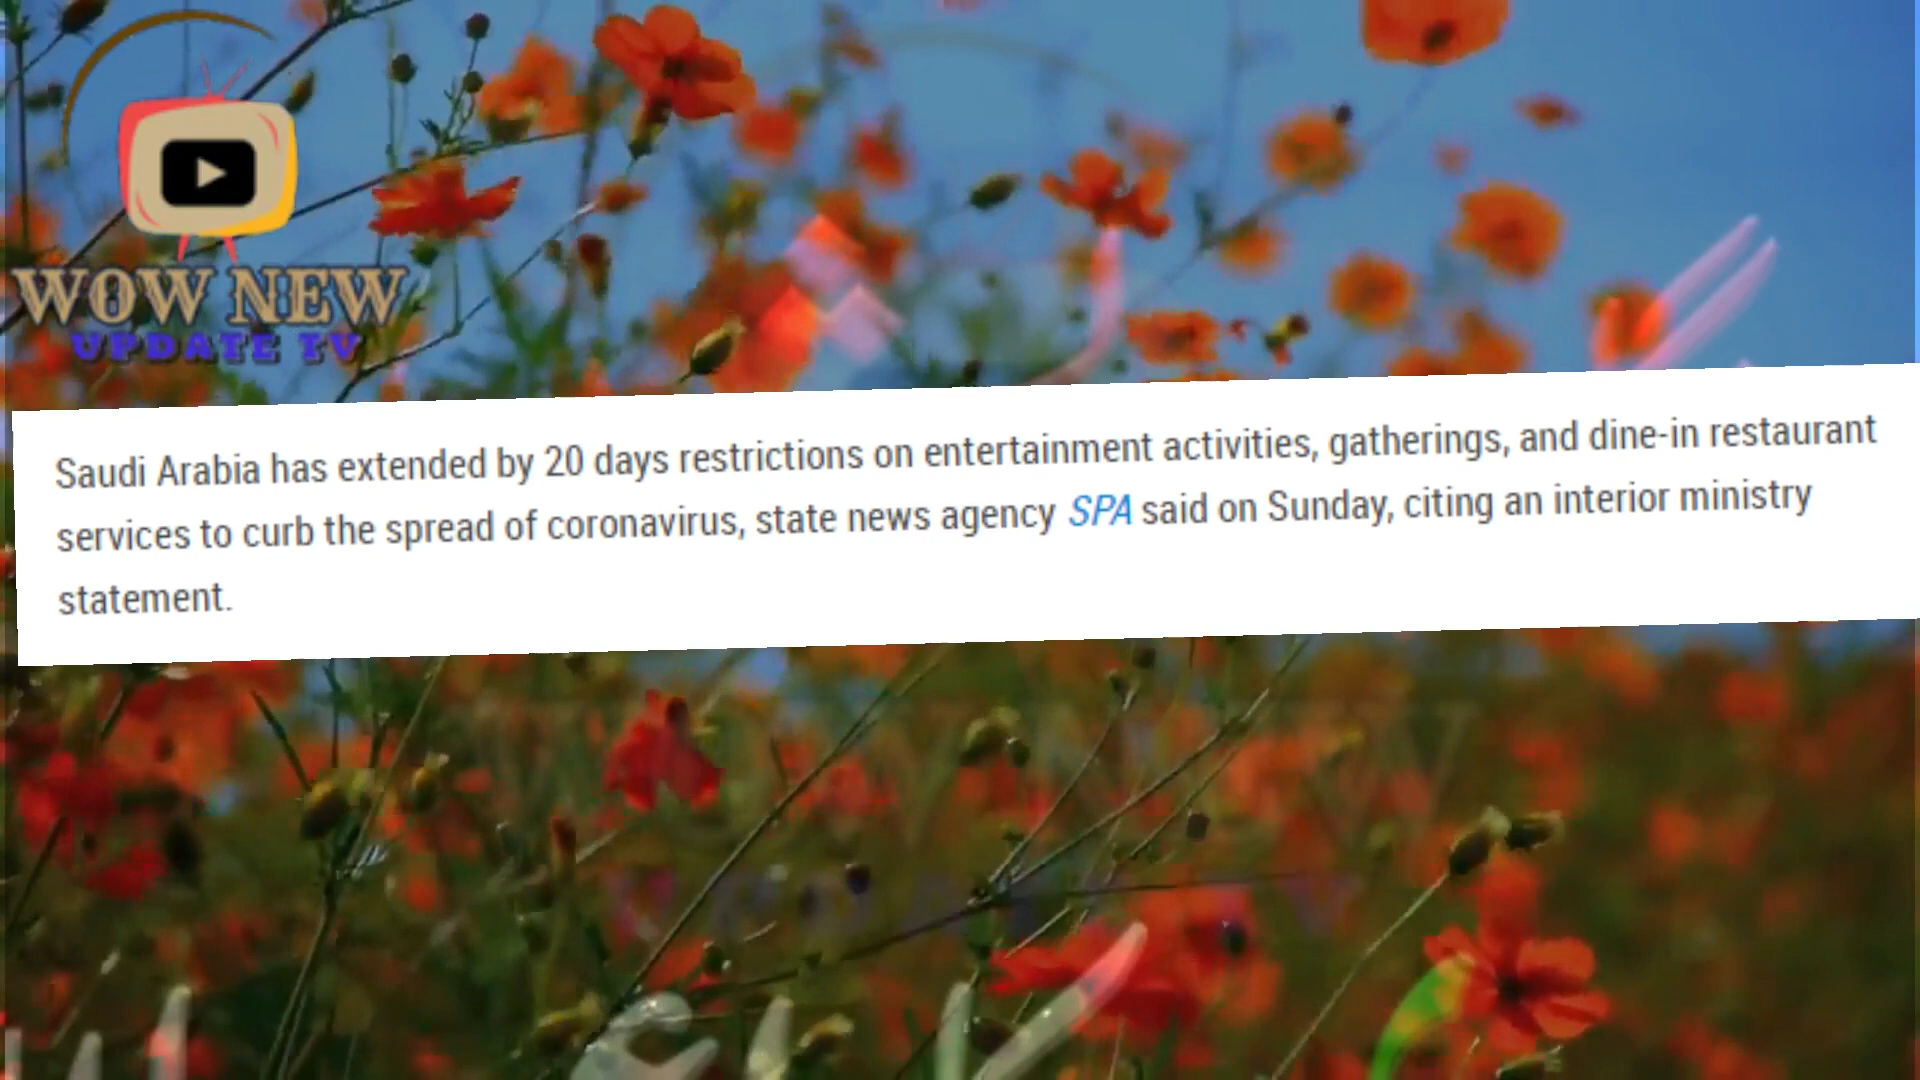 WOW NEW
UPDATE TV
Saudi Arabia has extended by 20 days restrictions on entertainment activities, gatherings, and dine-in restaurant
services to curb the spread of coronavirus, state news agency SPA said on Sunday, citing an interior ministry
statement.